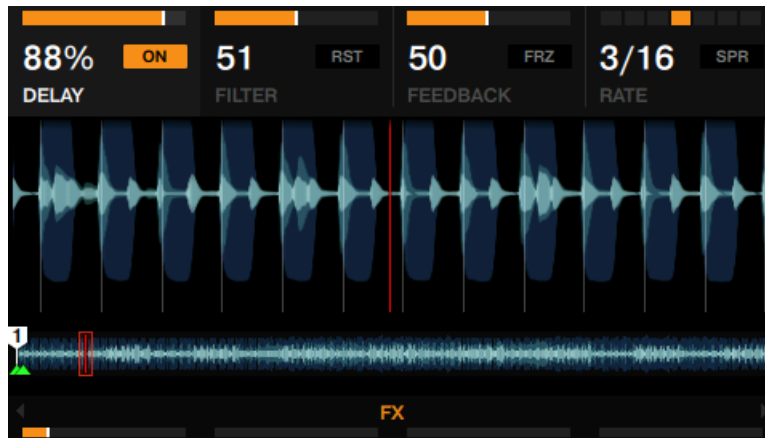 88% ON 51 RST 50 FRZ 3/16 SPR
DELAY FILTER FEEDBACK RATE
1
FX